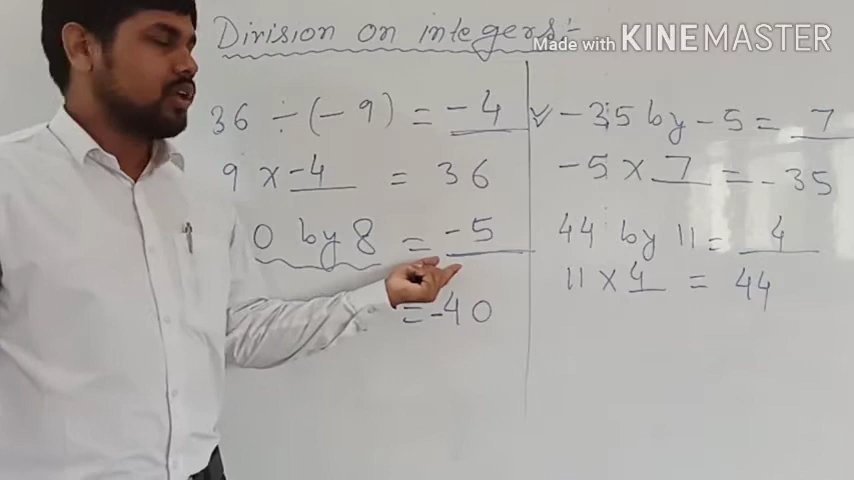 Division on integers:-
Made with KINEMASTER
36 ÷ (-9) = -4
9 x -4 = 36
0 by 8 = -5
= -40
-35 by -5 = 7
-5 x 7 = -35
44 by 11 = 4
11 x 4 = 44